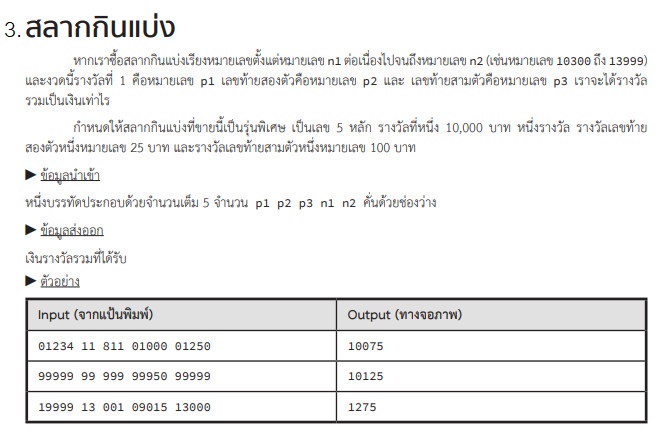 3. สลากกินแบ่ง
หากเราซื้อสลากกินแบ่งเรียงหมายเลขตั้งแต่หมายเลข n1 ต่อเนื่องไปจนถึงหมายเลข n2 (เช่นหมายเลข 10300 ถึง 13999)
และงวดนี้รางวัลที่ 1 คือหมายเลข p1 เลขท้ายสองตัวคือหมายเลข p2 และ เลขท้ายสามตัวคือหมายเลข p3 เราจะได้รางวัล
รวมเป็นเงินเท่าไร
กำหนดให้สลากกินแบ่งที่ขายนี้เป็นรุ่นพิเศษ เป็นเลข 5 หลัก รางวัลที่หนึ่ง 10,000 บาท หนึ่งรางวัล รางวัลเลขท้าย
สองตัวหนึ่งหมายเลข 25 บาท และรางวัลเลขท้ายสามตัวหนึ่งหมายเลข 100 บาท
▶ ข้อมูลนำเข้า
หนึ่งบรรทัดประกอบด้วยจำนวนเต็ม 5 จำนวน p1 p2 p3 n1 n2 คั่นด้วยช่องว่าง
▶ ข้อมูลส่งออก
เงินรางวัลรวมที่ได้รับ
▶ ตัวอย่าง
Input (จากแป้นพิมพ์) Output (ทางจอภาพ)
01234 11 811 01000 01250 10075
99999 99 999 99950 99999 10125
19999 13 001 09015 13000 1275